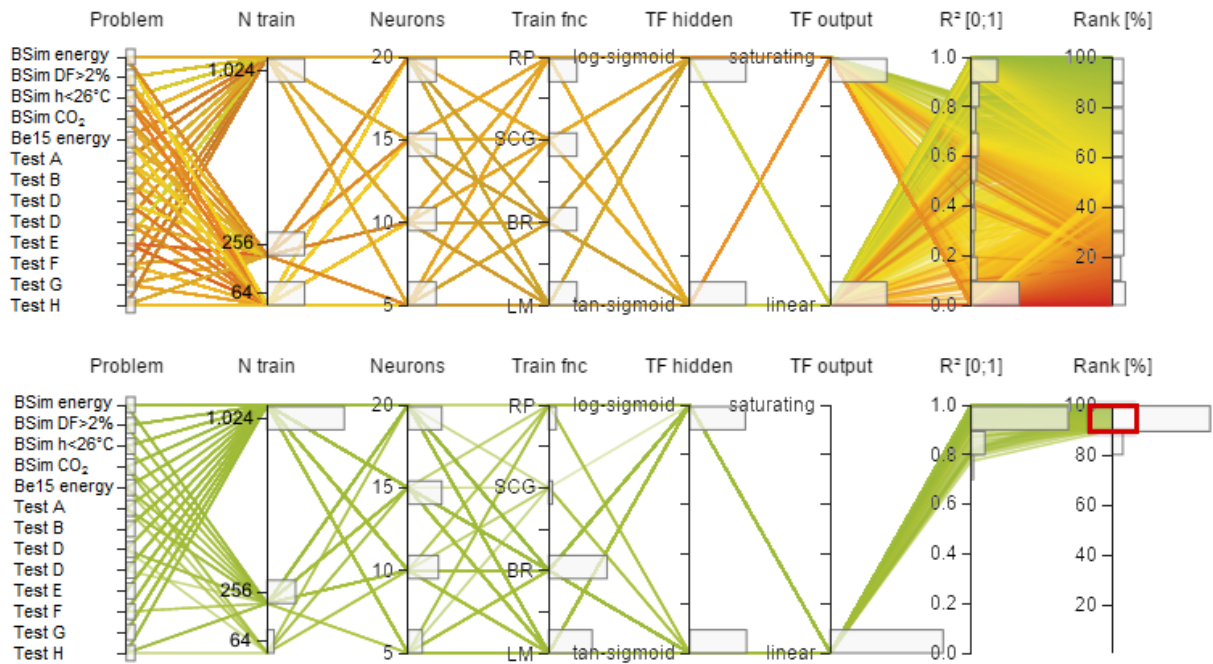 Problem N train Neurons Train fnc TF hidden TF output R² [0;1] Rank [%]
BSim energy 20 RP log-sigmoid saturating 1.0 100
BSim DF>2% 1.024
BSim h<26°C 0.8 80
BSim CO₂
Be15 energy 15 SCG
Test A 0.6 60
Test B
Test D 0.4 40
Test D 10 BR
Test E 256
Test F 0.2 20
Test G 64
Test H 5 LM tan-sigmoid linear 0.0
Problem N train Neurons Train fnc TF hidden TF output R² [0;1] Rank [%]
BSim energy 20 RP log-sigmoid saturating 1.0 100
BSim DF>2% 1.024
BSim h<26°C 0.8 80
BSim CO₂
Be15 energy 15 SCG
Test A 0.6 60
Test B
Test D 0.4 40
Test D 10 BR
Test E 256
Test F 0.2 20
Test G 64
Test H 5 LM tan-sigmoid linear 0.0